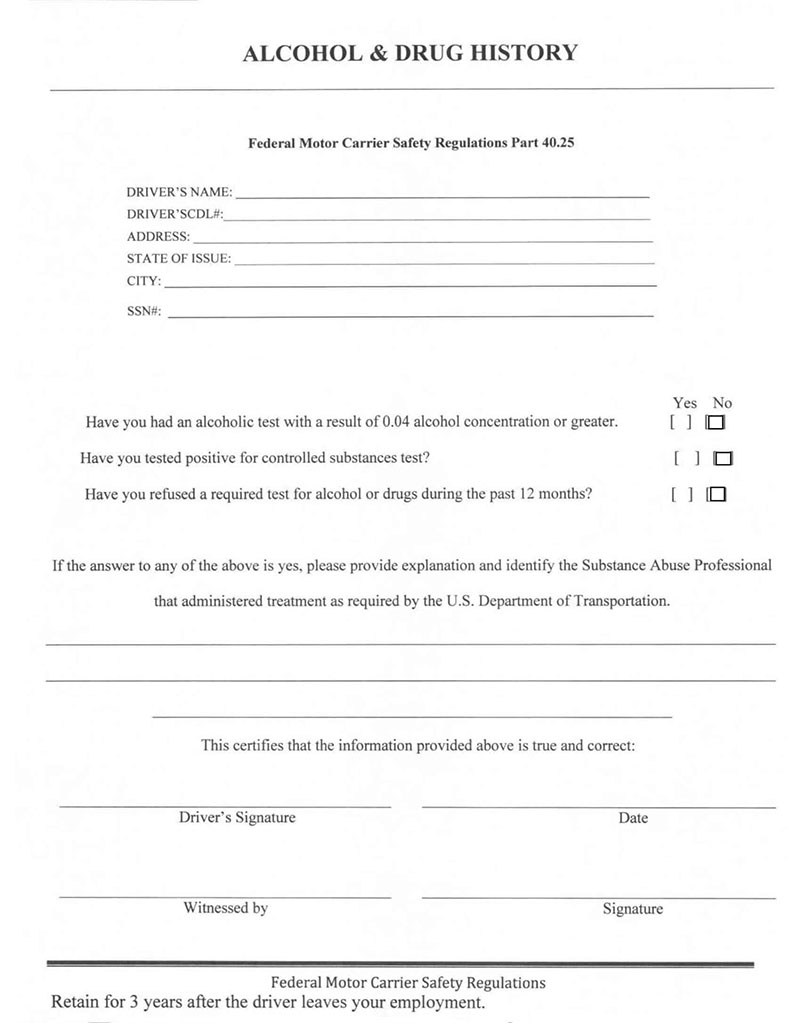 ALCOHOL & DRUG HISTORY
Federal Motor Carrier Safety Regulations Part 40.25
DRIVER'S NAME:
DRIVER'SCDL#:
ADDRESS:
STATE OF ISSUE:
CITY:
SSN#:
Yes No
Have you had an alcoholic test with a result of 0.04 alcohol concentration or greater. [ ] [
Have you tested positive for controlled substances test? [ ]
Have you refused a required test for alcohol or drugs during the past 12 months? [ ] [
If the answer to any of the above is yes, please provide explanation and identify the Substance Abuse Professional
that administered treatment as required by the U.S. Department of Transportation.
This certifies that the information provided above is true and correct:
Driver's Signature Date
Witnessed by Signature
Federal Motor Carrier Safety Regulations
Retain for 3 years after the driver leaves your employment.